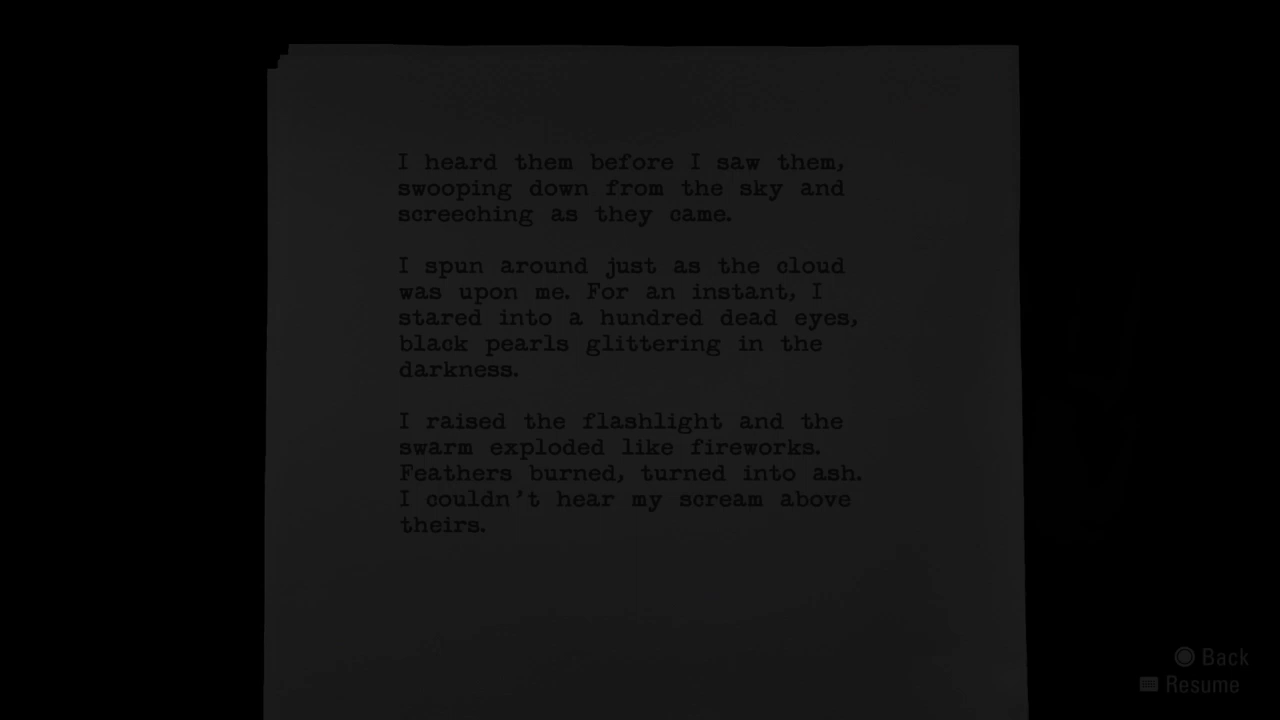 I heard them before I saw them,
swooping down from the sky and
screeching as they came.
I spun around just as the cloud
was upon me. For an instant, I
stared into a hundred dead eyes,
black pearls glittering in the
darkness.
I raised the flashlight and the
swarm exploded like fireworks.
Feathers burned, turned into ash.
I couldn't hear my scream above
theirs.
Back
Resume